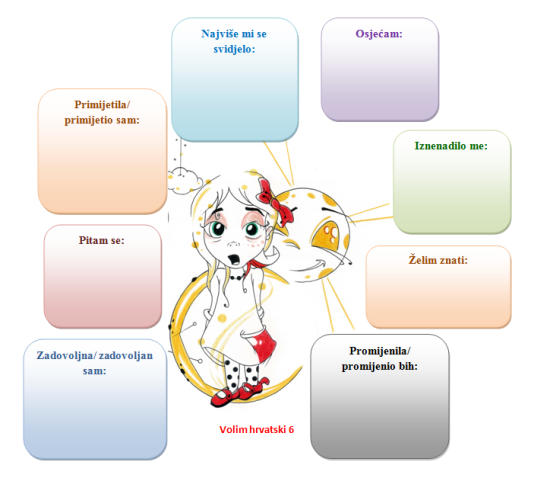 Najviše mi se
svidjelo:
Osjećam:
Primijetila/
primijetio sam:
Iznenadilo me:
Pitam se:
Želim znati:
Zadovoljna/ zadovoljan
sam:
Promijenila/
promijenio bih:
Volim hrvatski 6